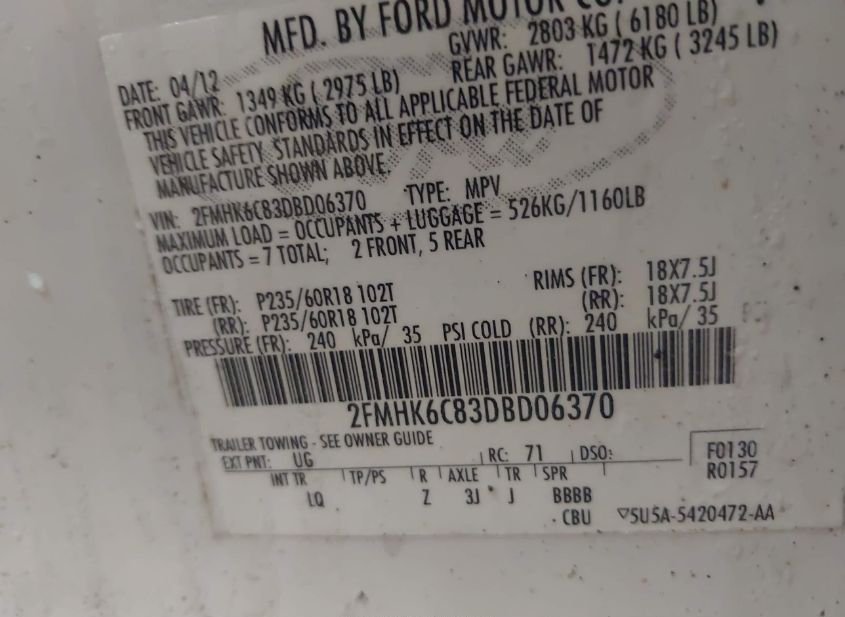 MFD. BY FORD MOTOR CO
DATE: 04/12 GVWR: 2803 KG ( 6180 LB)
FRONT GAWR: 1349 KG ( 2975 LB) REAR GAWR: 1472 KG ( 3245 LB)
THIS VEHICLE CONFORMS TO ALL APPLICABLE FEDERAL MOTOR
VEHICLE SAFETY STANDARDS IN EFFECT ON THE DATE OF
MANUFACTURE SHOWN ABOVE.
VIN: 2FMHK6C83DBD06370 TYPE: MPV
MAXIMUM LOAD = OCCUPANTS + LUGGAGE = 526KG/1160LB
OCCUPANTS = 7 TOTAL; 2 FRONT, 5 REAR
TIRE (FR): P235/60R18 102T RIMS (FR): 18X7.5J
(RR): P235/60R18 102T (RR): 18X7.5J
PRESSURE (FR): 240 kPa/ 35 PSI COLD (RR): 240 kPa/ 35
2FMHK6C83DBD06370
TRAILER TOWING - SEE OWNER GUIDE
EXT PNT: UG RC: 71 DSO: F0130
INT TR TP/PS R AXLE TR SPR R0157
LQ Z 3J J BBBB
CBU ▽5U5A-5420472-AA